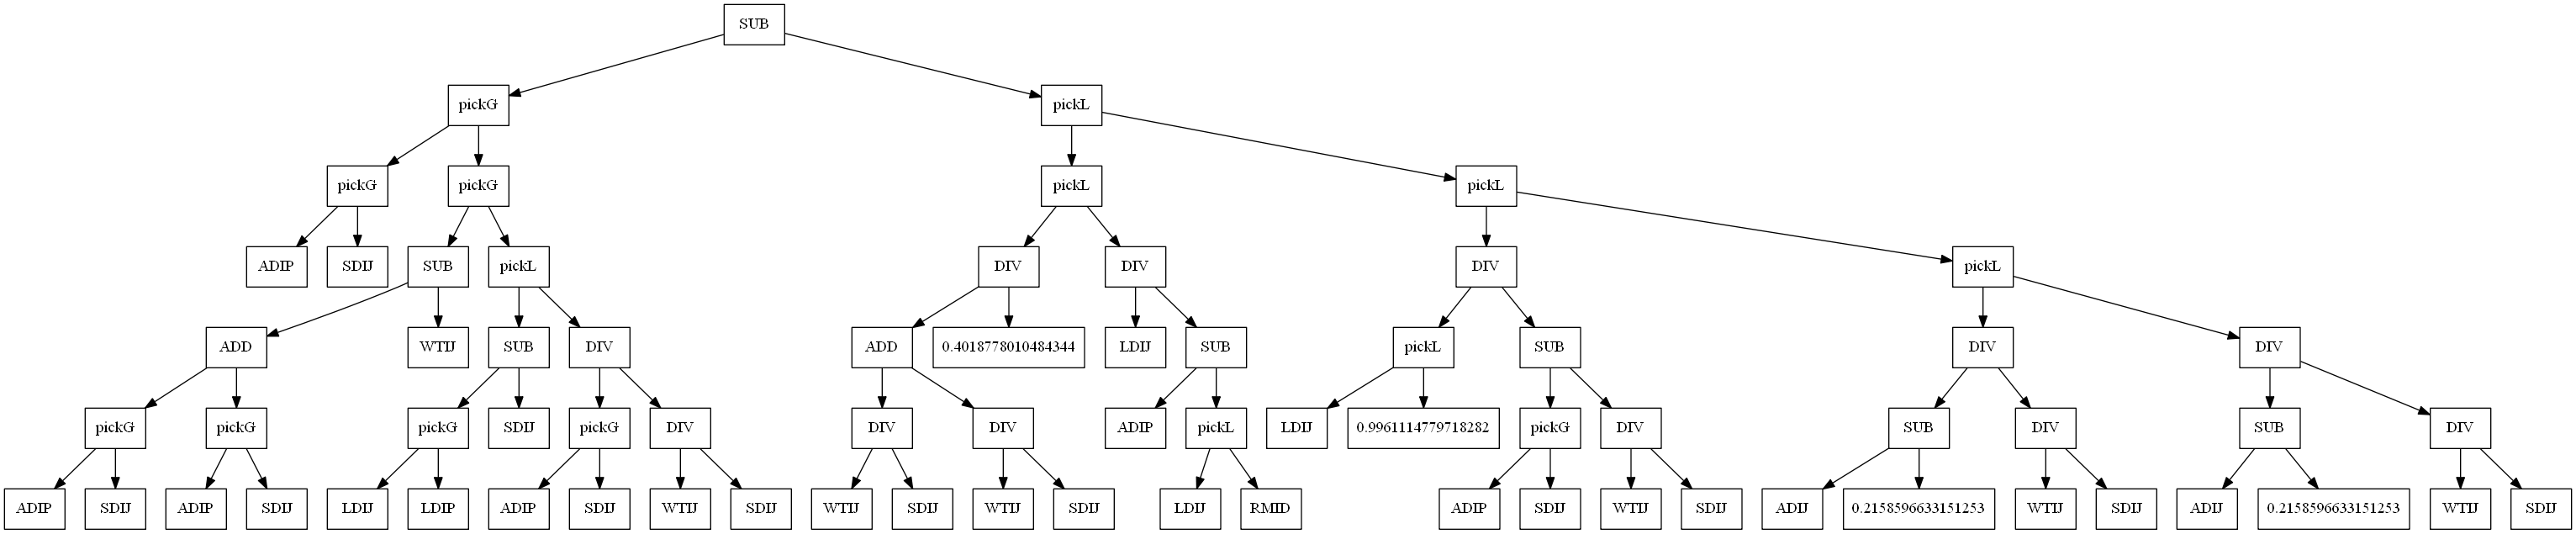 SUB
pickG pickL
pickG pickG pickL pickL
ADIP SDIJ SUB pickL DIV DIV DIV pickL
ADD WTIJ SUB DIV ADD 0.4018778010484344 LDIJ SUB pickL SUB DIV DIV
pickG pickG pickG SDIJ pickG DIV DIV DIV ADIP pickL LDIJ 0.9961114779718282 pickG DIV SUB DIV SUB DIV
ADIP SDIJ ADIP SDIJ LDIJ LDIP ADIP SDIJ WTIJ SDIJ WTIJ SDIJ WTIJ SDIJ LDIJ RMID ADIP SDIJ WTIJ SDIJ ADIJ 0.2158596633151253 WTIJ SDIJ ADIJ 0.2158596633151253 WTIJ SDIJ